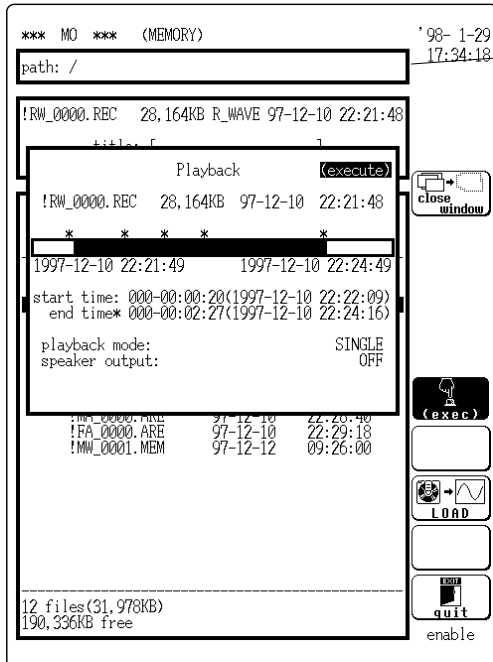 *** MO *** (MEMORY)
'98- 1-29
17:34:18
path: /
!RW_0000.REC 28,164KB R_WAVE 97-12-10 22:21:48
title: [ ]
Playback (execute)
!RW_0000.REC 28,164KB 97-12-10 22:21:48
* * * * *
1997-12-10 22:21:49 1997-12-10 22:24:49
start time: 000-00:00:20(1997-12-10 22:22:09)
end time* 000-00:02:27(1997-12-10 22:24:16)
playback mode: SINGLE
speaker output: OFF
!MA_0000.ARE 97-12-10 22:28:40
!FA_0000.ARE 97-12-10 22:29:18
!MW_0001.MEM 97-12-12 09:26:00
12 files(31,978KB)
190,336KB free
close
window
(exec)
LOAD
EXIT
quit
enable